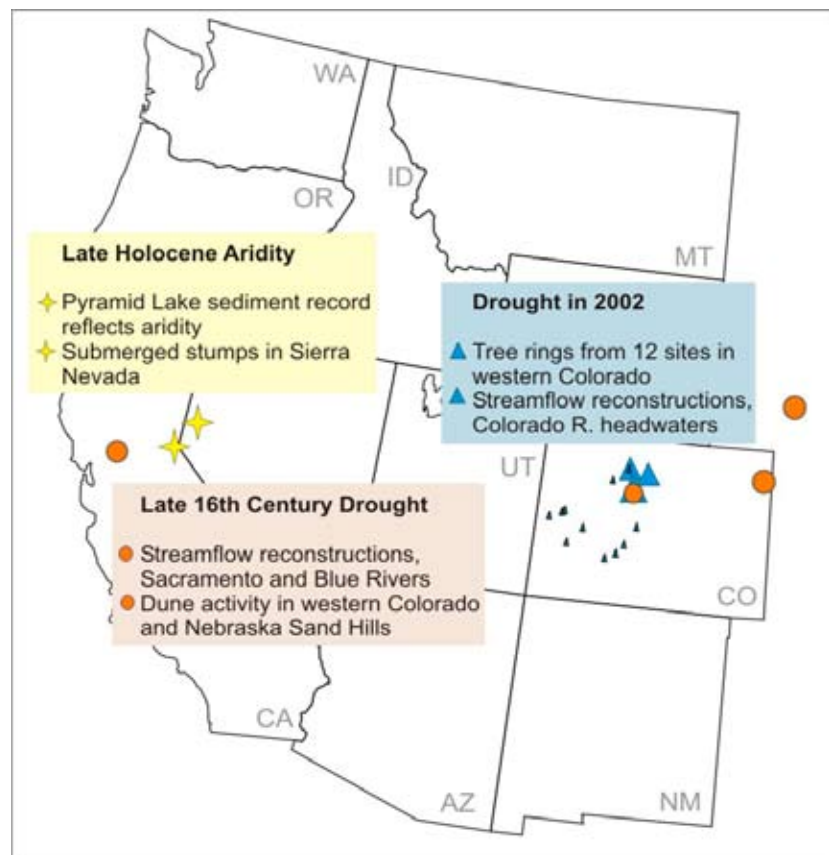 WA
OR
ID
MT
Late Holocene Aridity
Pyramid Lake sediment record
reflects aridity
Submerged stumps in Sierra
Nevada
Drought in 2002
Tree rings from 12 sites in
western Colorado
Streamflow reconstructions,
Colorado R. headwaters
UT
Late 16th Century Drought
Streamflow reconstructions,
Sacramento and Blue Rivers
Dune activity in western Colorado
and Nebraska Sand Hills
CO
CA
AZ
NM